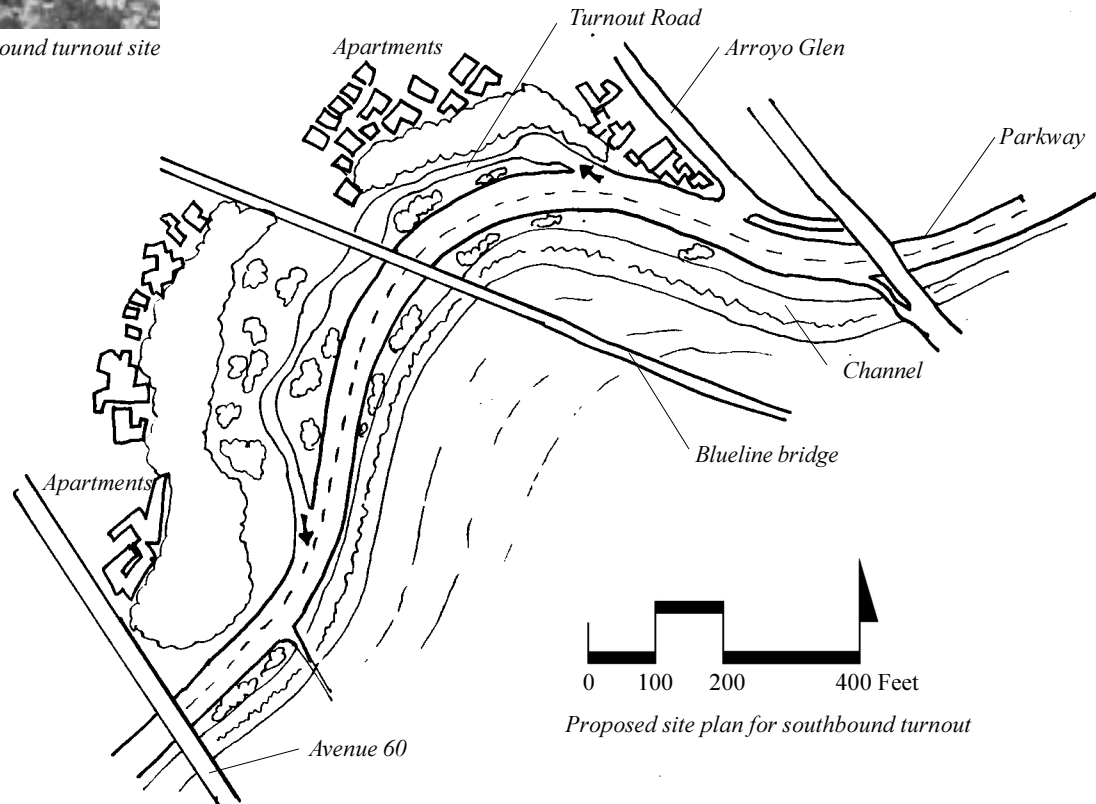 ound turnout site
Turnout Road
Apartments
Arroyo Glen
Parkway
Channel
Blueline bridge
Apartments
0 100 200 400 Feet
Proposed site plan for southbound turnout
Avenue 60